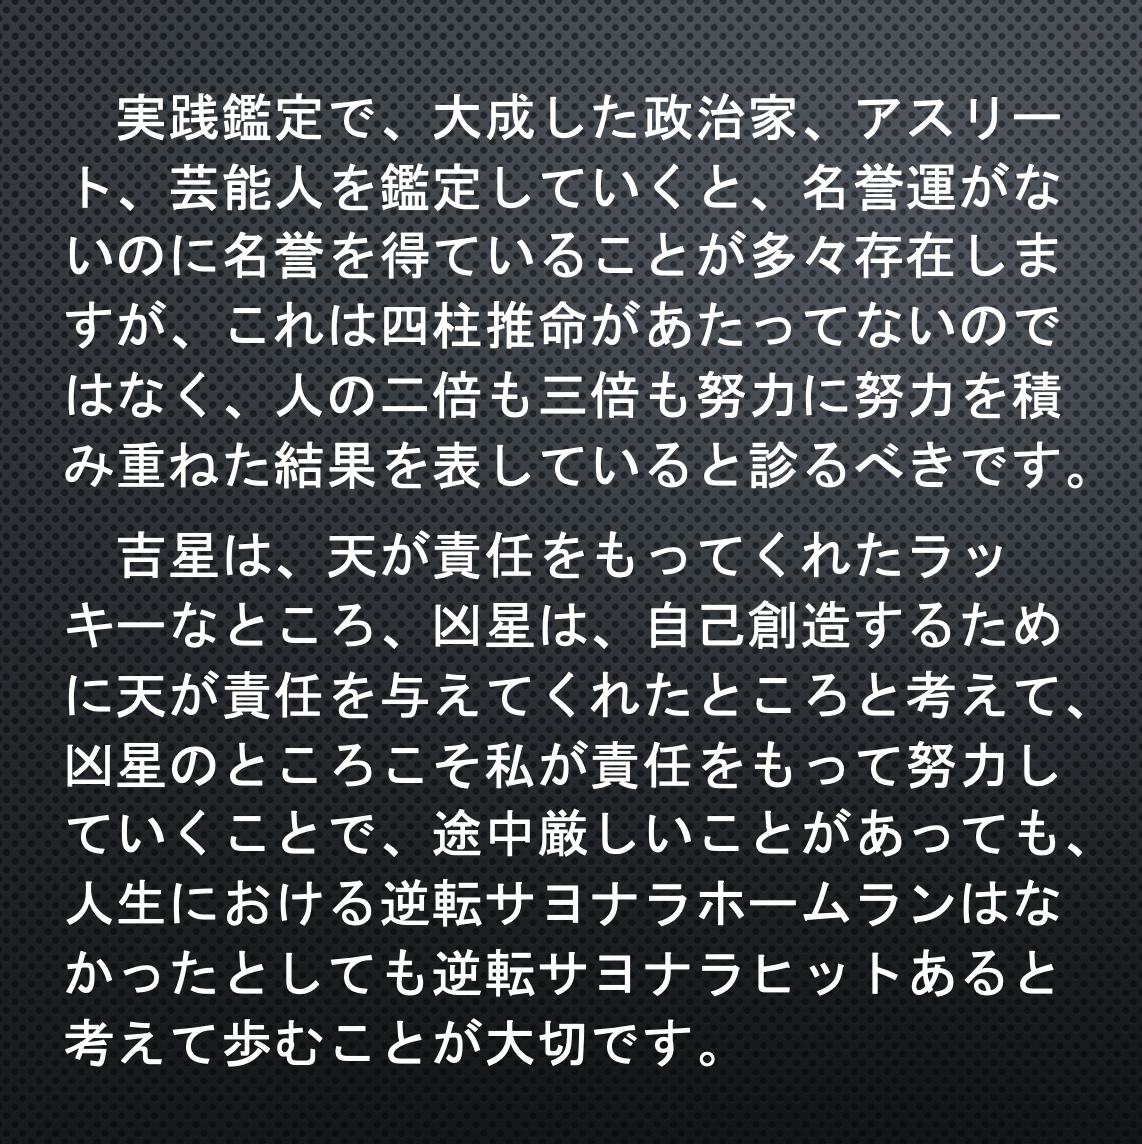 実践鑑定で、大成した政治家、アスリー
ト、芸能人を鑑定していくと、名誉運がな
いのに名誉を得ていることが多々存在しま
すが、これは四柱推命があたってないので
はなく、人の二倍も三倍も努力に努力を積
み重ねた結果を表していると診るべきです。
　吉星は、天が責任をもってくれたラッ
キーなところ、凶星は、自己創造するため
に天が責任を与えてくれたところと考えて、
凶星のところこそ私が責任をもって努力し
ていくことで、途中厳しいことがあっても、
人生における逆転サヨナラホームランはな
かったとしても逆転サヨナラヒットあると
考えて歩むことが大切です。